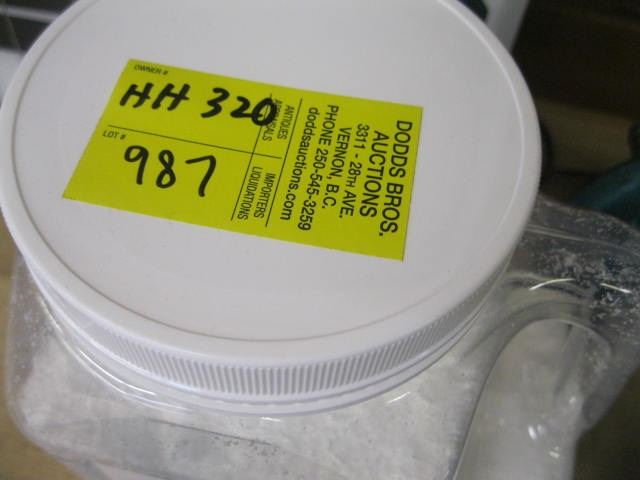 OWNER #
HH 320
LOT #
987
ANTIQUES
APPRAISALS
IMPORTERS
LIQUIDATIONS
DODDS BROS.
AUCTIONS
3311 - 28TH AVE.
VERNON, B.C.
PHONE 250-545-3259
doddsauctions.com